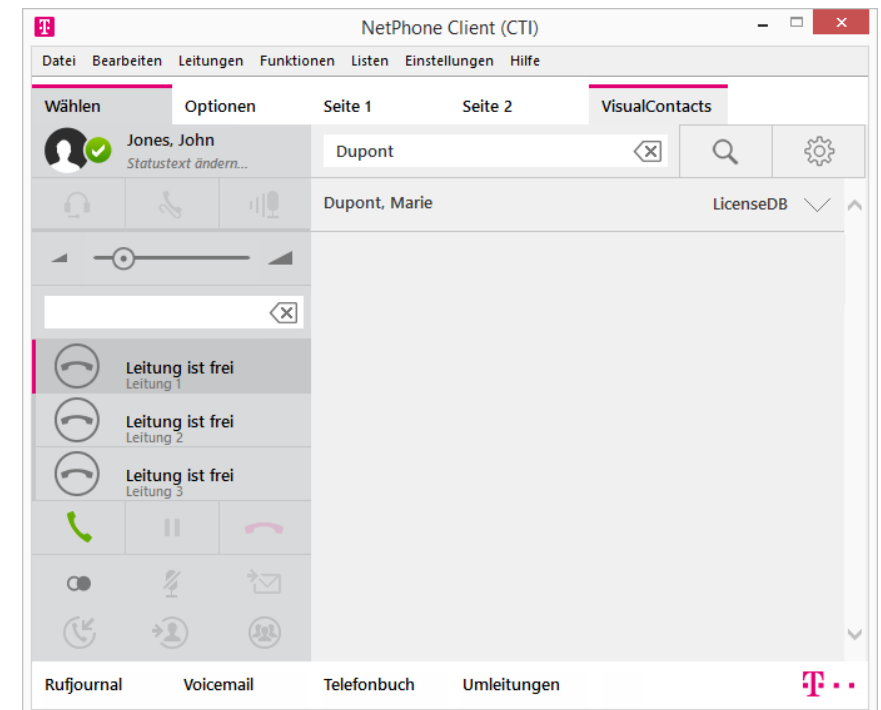 T
NetPhone Client (CTI)
Datei Bearbeiten Leitungen Funktionen Listen Einstellungen Hilfe
Wählen Optionen Seite 1 Seite 2 VisualContacts
Jones, John
Statustext ändern...
Dupont
Dupont, Marie LicenseDB
Leitung ist frei
Leitung 1
Leitung ist frei
Leitung 2
Leitung ist frei
Leitung 3
Rufjournal Voicemail Telefonbuch Umleitungen T